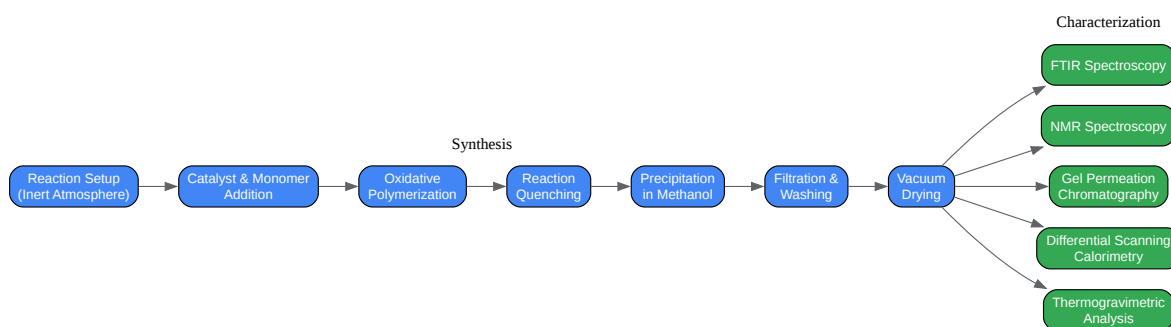 Characterization
FTIR Spectroscopy
NMR Spectroscopy
Synthesis
Reaction Setup
(Inert Atmosphere)
Catalyst & Monomer
Addition
Oxidative
Polymerization
Reaction
Quenching
Precipitation
in Methanol
Filtration &
Washing
Vacuum
Drying
Gel Permeation
Chromatography
Differential Scanning
Calorimetry
Thermogravimetric
Analysis